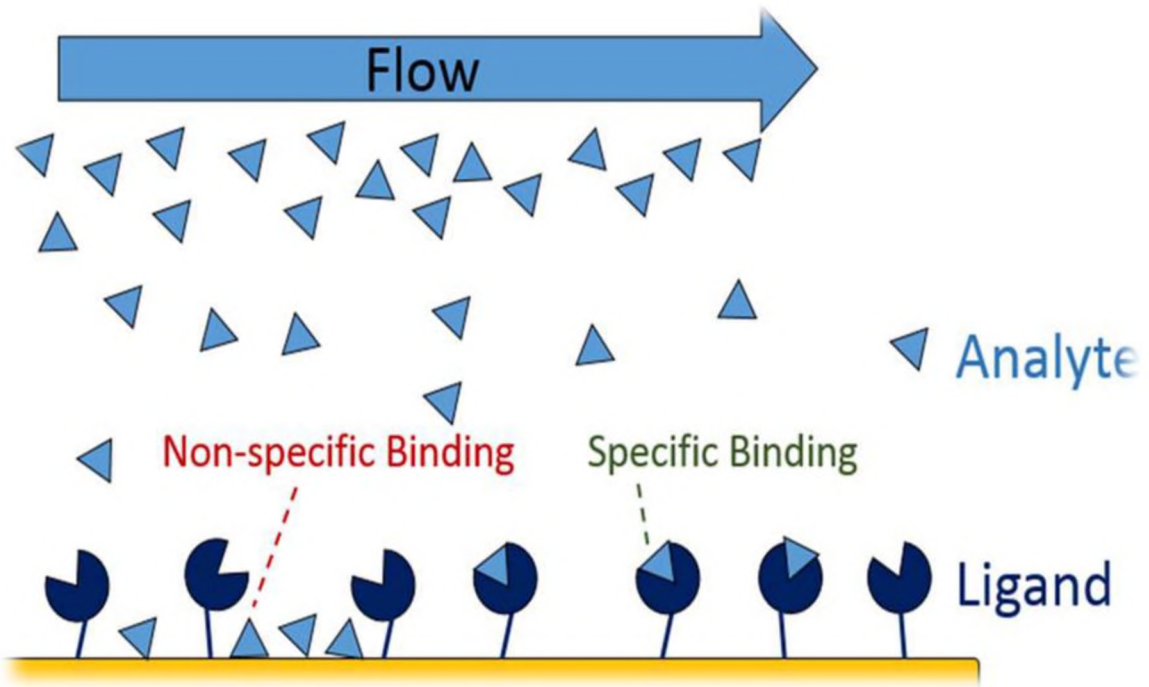 Flow
Analyte
Non-specific Binding
Specific Binding
Ligand